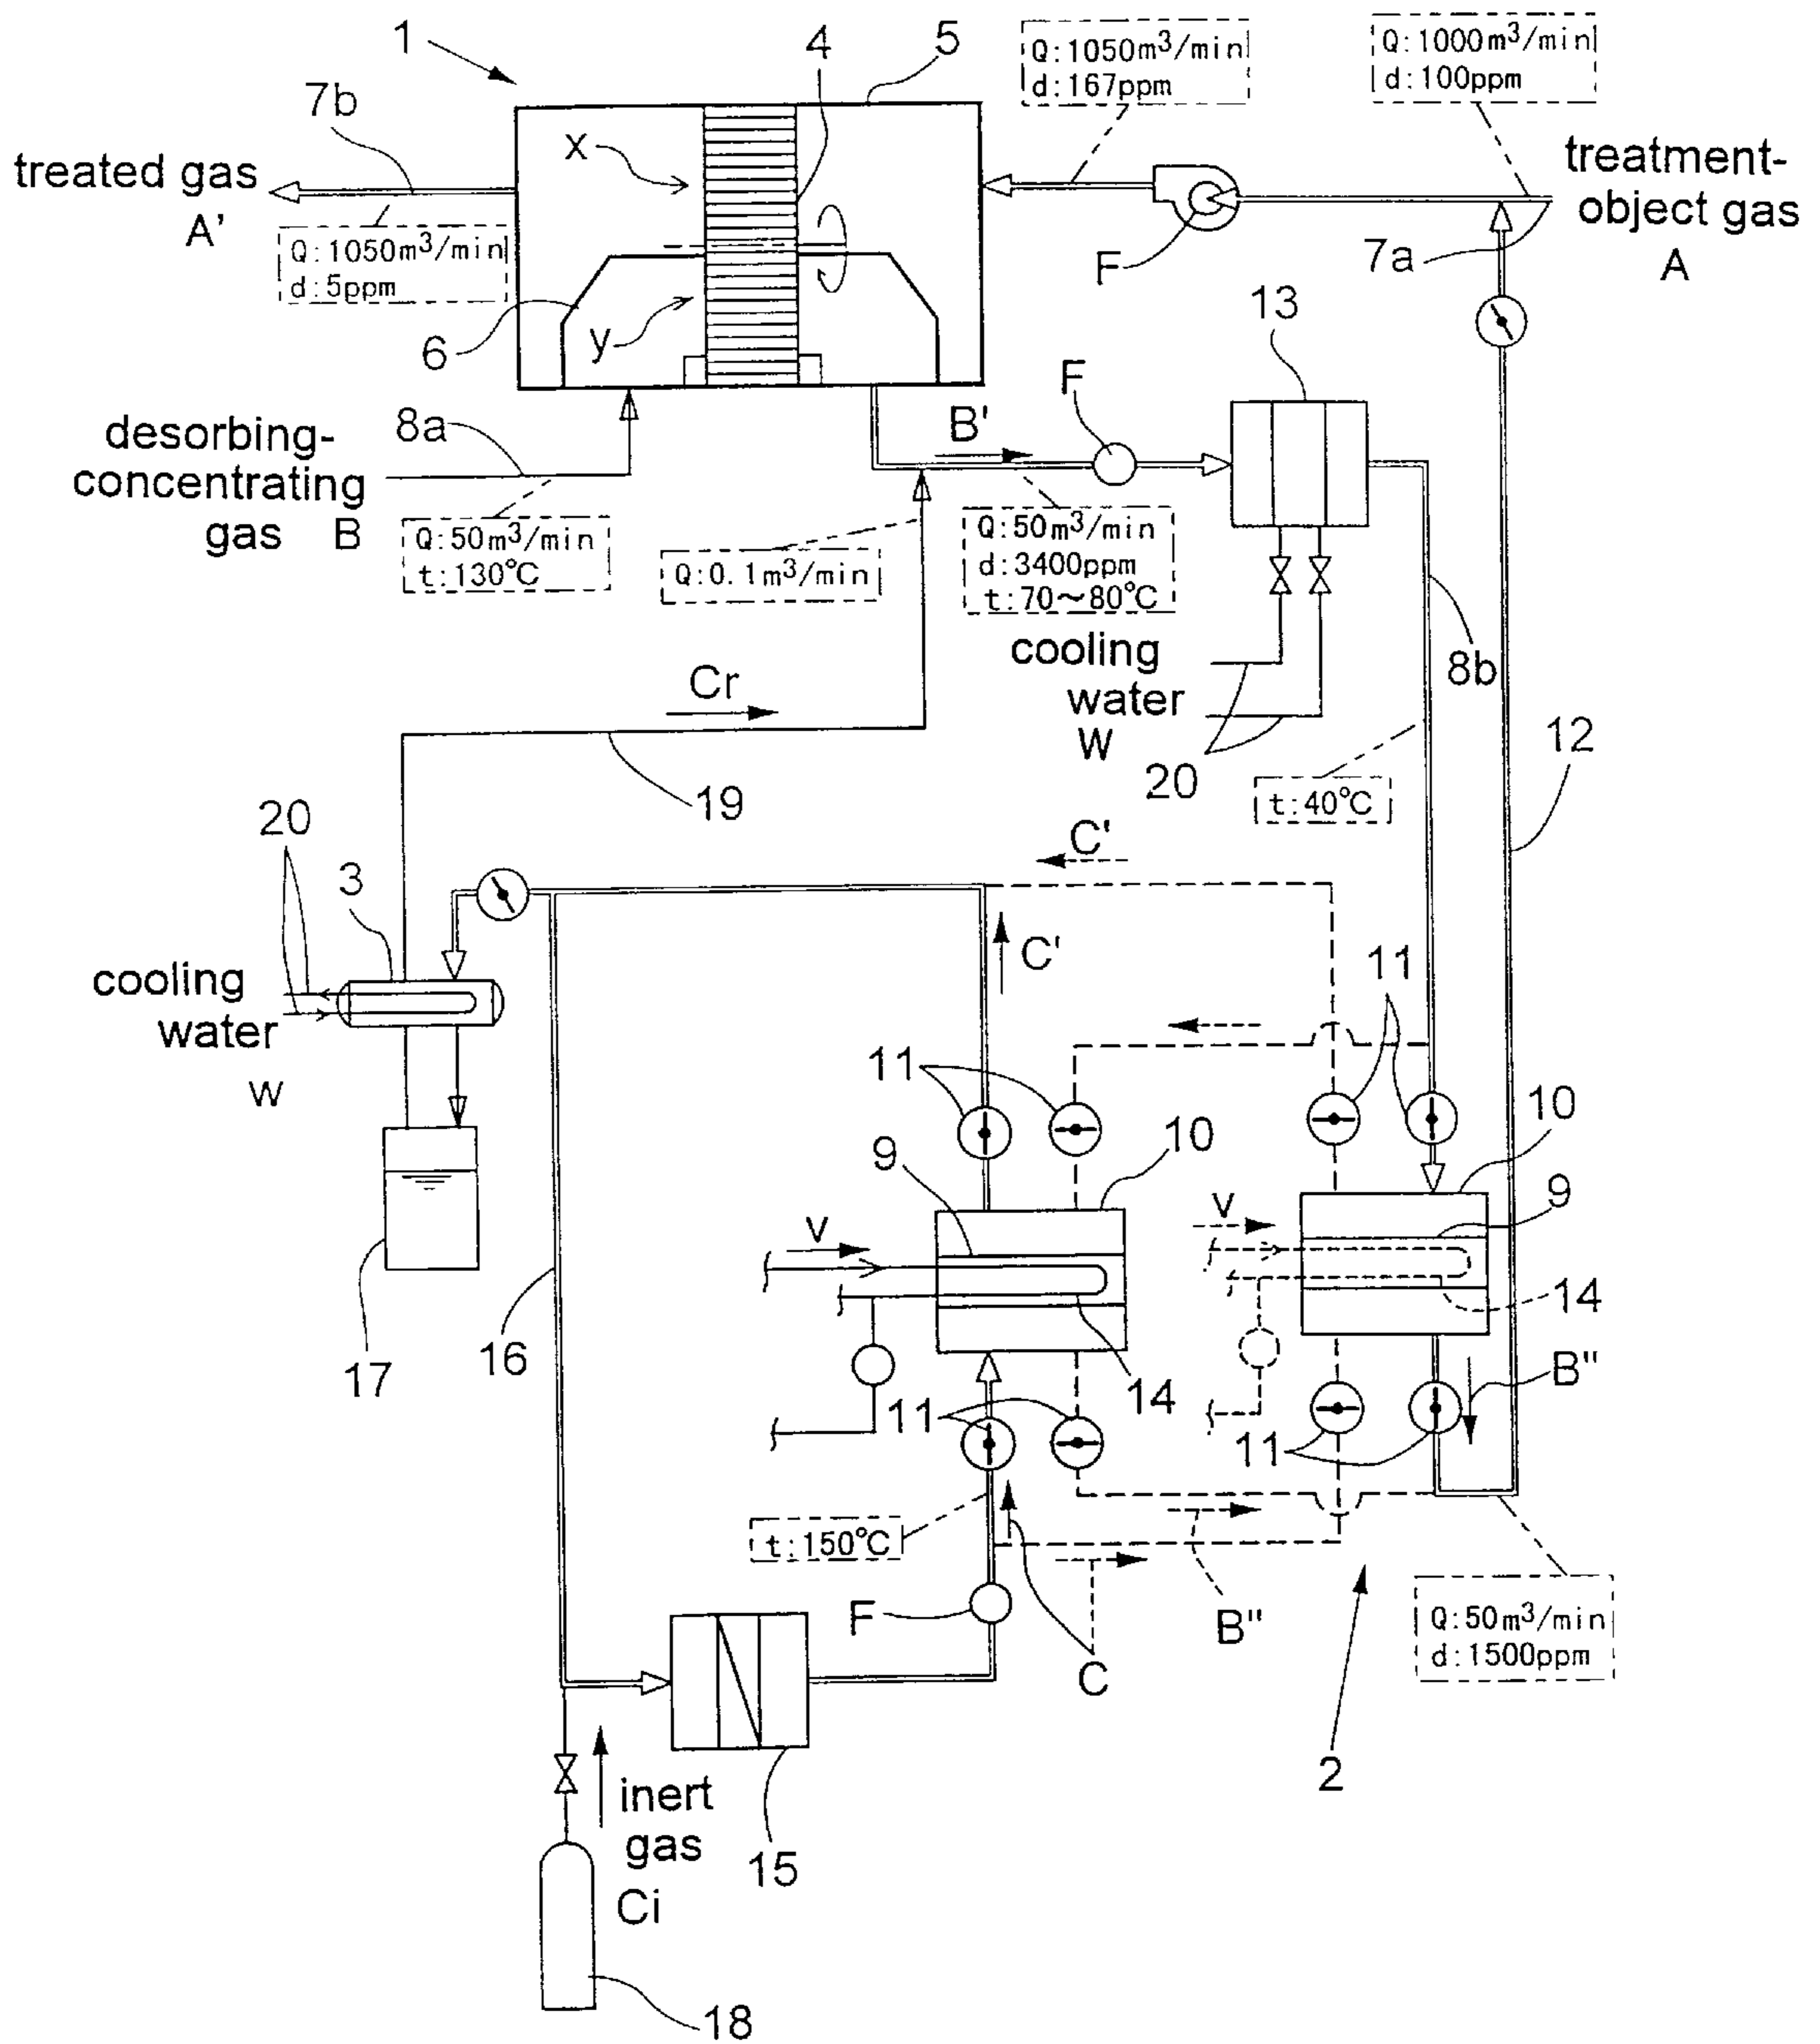 1
4
5
Q:1050m³/min
d:167ppm
Q:1000m³/min
d:100ppm
7b
x
treated gas
A'
treatment-
object gas
A
Q:1050m³/min
d:5ppm
F
7a
6
y
13
F
desorbing-
concentrating
gas B
8a
B'
Q:50m³/min
t:130℃
Q:0.1m³/min
Q:50m³/min
d:3400ppm
t:70~80℃
cooling
water
W
20
8b
Cr
19
12
t:40℃
20
3
C'
C'
cooling
water
w
11
11
10
10
9
9
v
v
14
14
17
16
11
11
B"
t:150℃
F
C
B"
Q:50m³/min
d:1500ppm
2
15
inert
gas
Ci
18